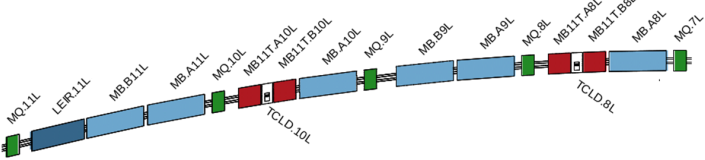 MQ.11L
LEIR.11L
MB.B11L
MB.A11L
MQ.10L
MB11T.A10L
MB11T.B10L
TCLD.10L
MB.A10L
MQ.9L
MB.B9L
MB.A9L
MQ.8L
MB11T.A8L
MB11T.B8L
TCLD.8L
MB.A8L
MQ.7L